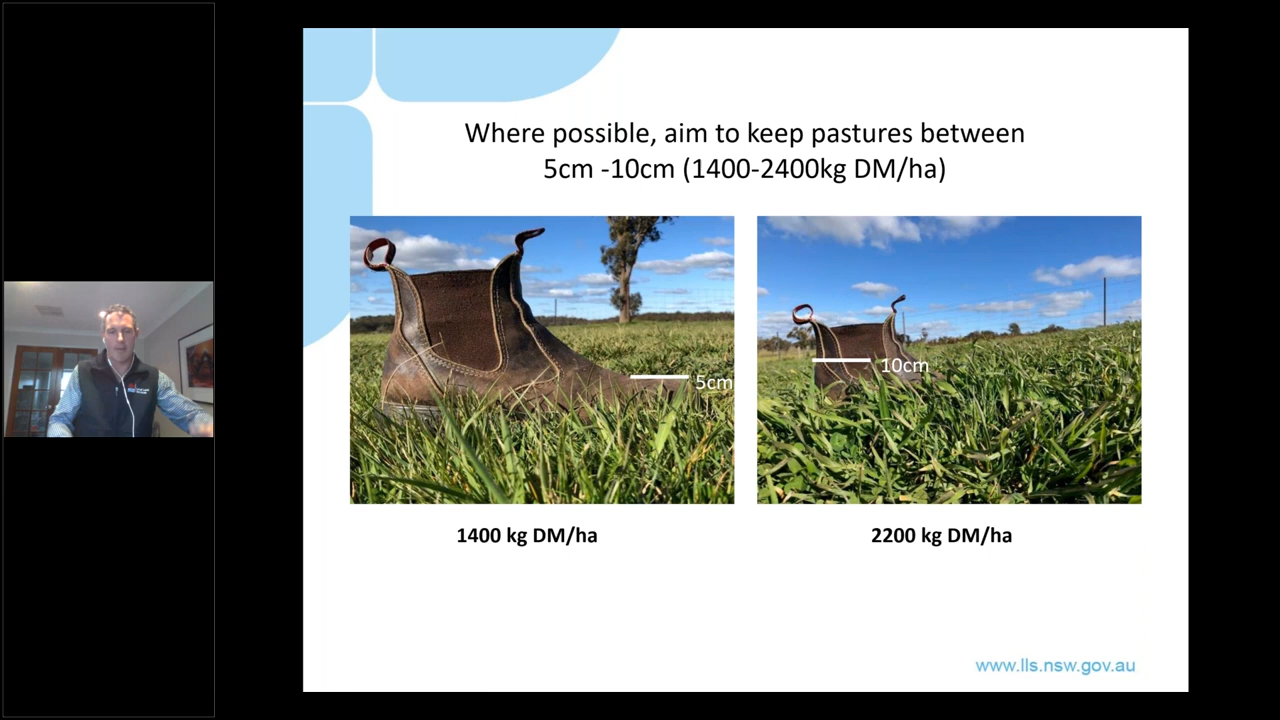 Where possible, aim to keep pastures between
5cm -10cm (1400-2400kg DM/ha)
5cm
10cm
1400 kg DM/ha
2200 kg DM/ha
www.lls.nsw.gov.au